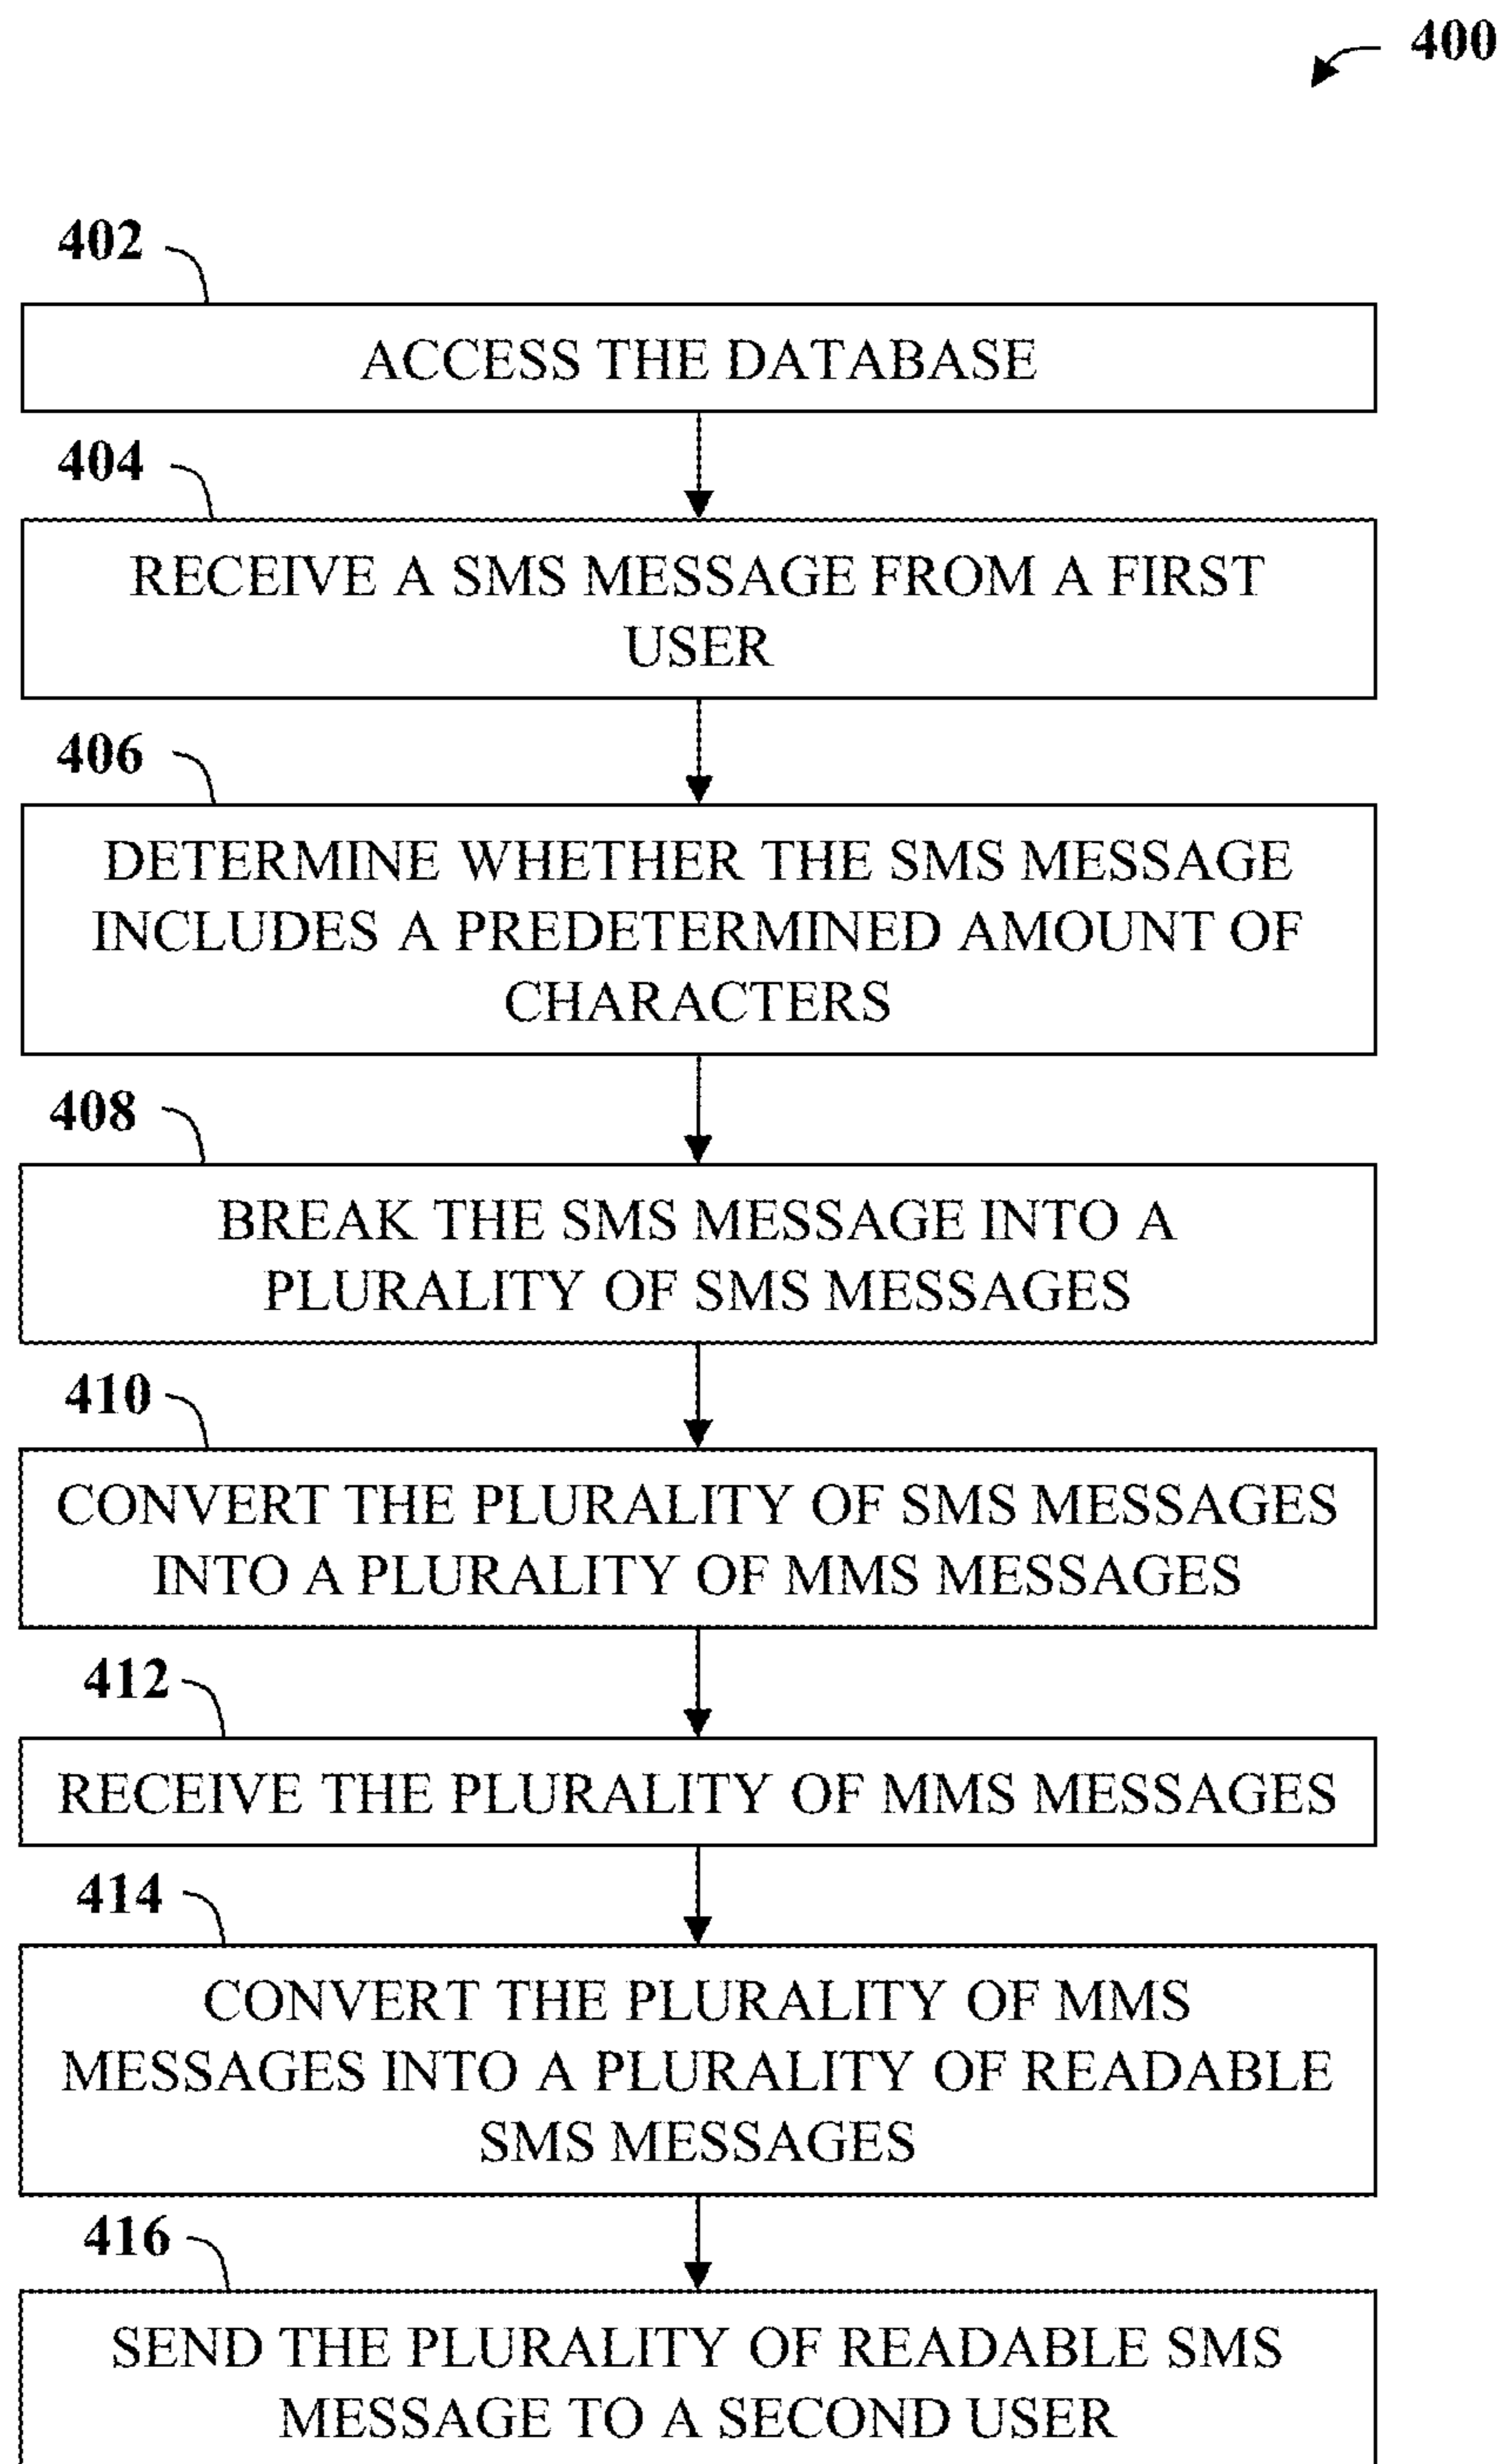 400
402
ACCESS THE DATABASE
404
RECEIVE A SMS MESSAGE FROM A FIRST
USER
406
DETERMINE WHETHER THE SMS MESSAGE
INCLUDES A PREDETERMINED AMOUNT OF
CHARACTERS
408
BREAK THE SMS MESSAGE INTO A
PLURALITY OF SMS MESSAGES
410
CONVERT THE PLURALITY OF SMS MESSAGES
INTO A PLURALITY OF MMS MESSAGES
412
RECEIVE THE PLURALITY OF MMS MESSAGES
414
CONVERT THE PLURALITY OF MMS
MESSAGES INTO A PLURALITY OF READABLE
SMS MESSAGES
416
SEND THE PLURALITY OF READABLE SMS
MESSAGE TO A SECOND USER